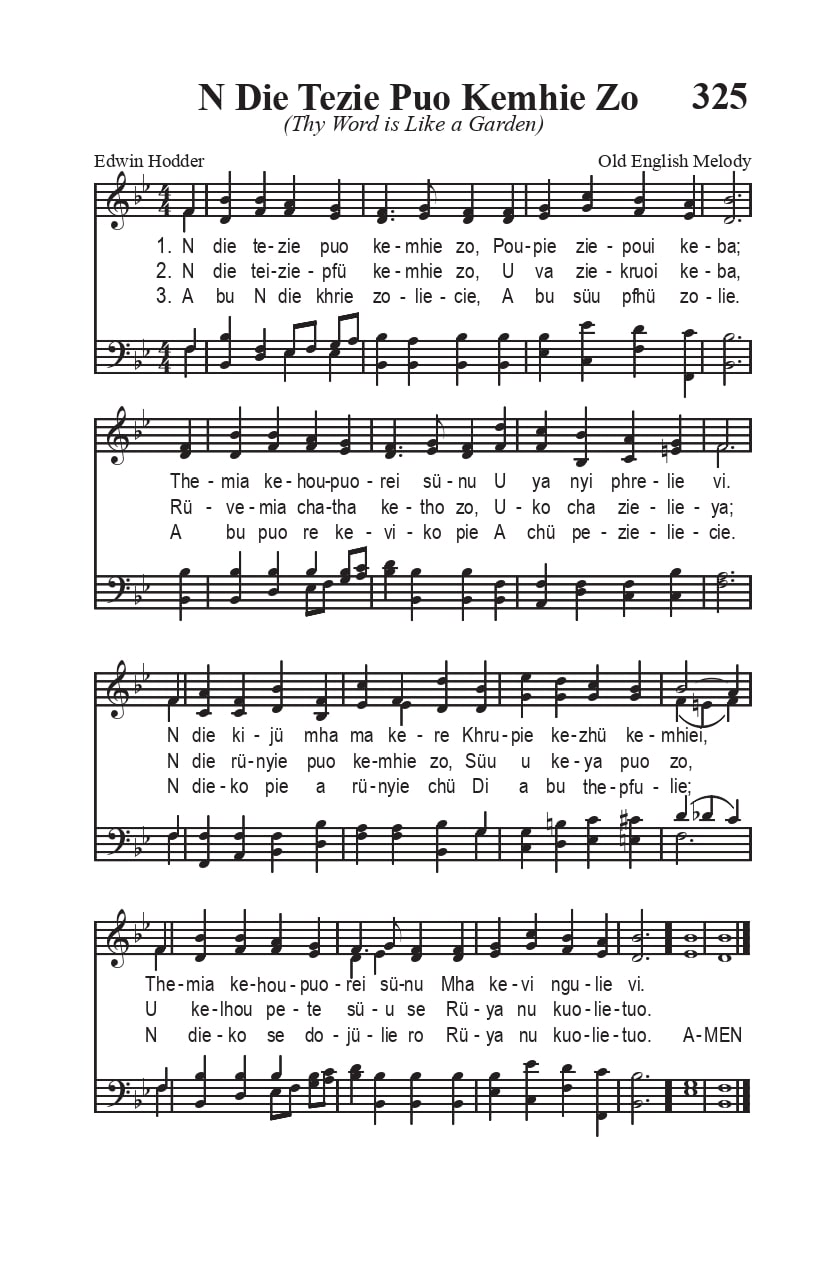 N Die Tezie Puo Kemhie Zo 325
(Thy Word is Like a Garden)
Edwin Hodder Old English Melody
1. N die te-zie puo ke-mhie zo, Pou-pie zie-poui ke-ba;
2. N die tei-zie-pfü ke-mhie zo, U va zie-kruoi ke-ba,
3. A bu N die khrie zo-lie-cie, A bu süu pfhü zo-lie.
The-mia ke-hou-puo-rei sü-nu U ya nyi phre-lie vi.
Rü-ve-mia cha-tha ke-tho zo, U-ko cha zie-lie-ya;
A bu puo re ke-vi-ko pie A chü pe-zie-lie-cie.
N die ki-jü mha ma ke-re Khru-pie ke-zhü ke-mhiei,
N die rü-nyie puo ke-mhie zo, Süu u ke-ya puo zo,
N die-ko pie a rü-nyie chü Di a bu the-pfu-lie;
The-mia ke-hou-puo-rei sü-nu Mha ke-vi ngu-lie vi.
U ke-lhou pe-te sü-u se Rü-ya nu kuo-lie-tuo.
N die-ko se do-jü-lie ro Rü-ya nu kuo-lie-tuo. A-MEN